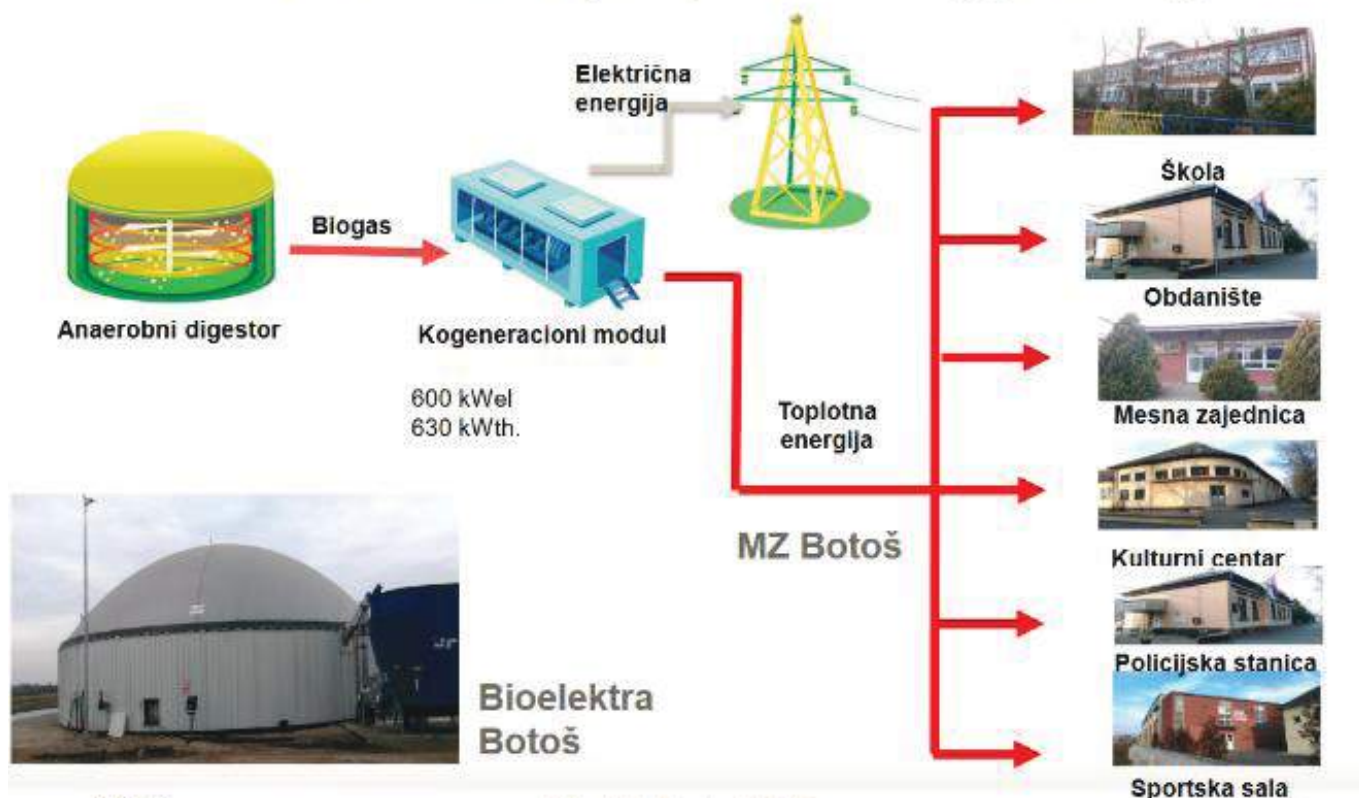 Električna
energija
Biogas
Anaerobni digestor
Kogeneracioni modul
600 kWel
630 kWth.
Toplotna
energija
MZ Botoš
Bioelektra
Botoš
Škola
Obdanište
Mesna zajednica
Kulturni centar
Policijska stanica
Sportska sala